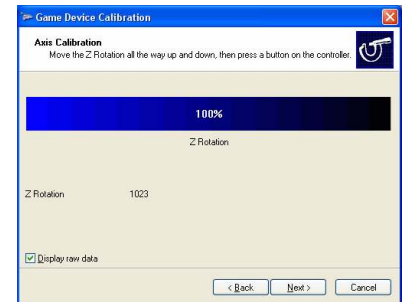 Game Device Calibration
Axis Calibration
Move the Z Rotation all the way up and down, then press a button on the controller.
100%
Z Rotation
Z Rotation 1023
Display raw data
< Back Next > Cancel